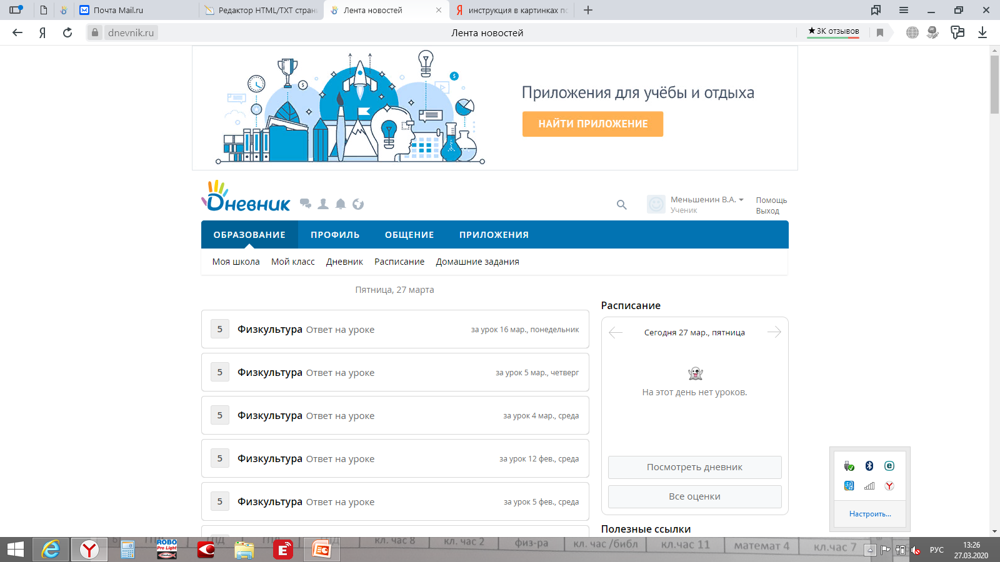 Почта Mail.ru
Редактор HTML/TXT стран
Лента новостей
Я инструкция в картинках по
Я
dnevnik.ru
Лента новостей
★3К отзывов
Приложения для учёбы и отдыха
НАЙТИ ПРИЛОЖЕНИЕ
Дневник
Меньшенин В.А.
Ученик
Помощь
Выход
ОБРАЗОВАНИЕ ПРОФИЛЬ ОБЩЕНИЕ ПРИЛОЖЕНИЯ
Моя школа Мой класс Дневник Расписание Домашние задания
Пятница, 27 марта
5 Физкультура Ответ на уроке за урок 16 мар., понедельник
5 Физкультура Ответ на уроке за урок 5 мар., четверг
5 Физкультура Ответ на уроке за урок 4 мар., среда
5 Физкультура Ответ на уроке за урок 12 фев., среда
5 Физкультура Ответ на уроке за урок 5 фев., среда
Расписание
Сегодня 27 мар., пятница
На этот день нет уроков.
Посмотреть дневник
Все оценки
Полезные ссылки
Настроить...
ROBO
Pro Light
кл. час 8 кл. час 2 физ-ра кл. час /библ кл.час 11 математ 4 кл.час 7
РУС
13:26
27.03.2020